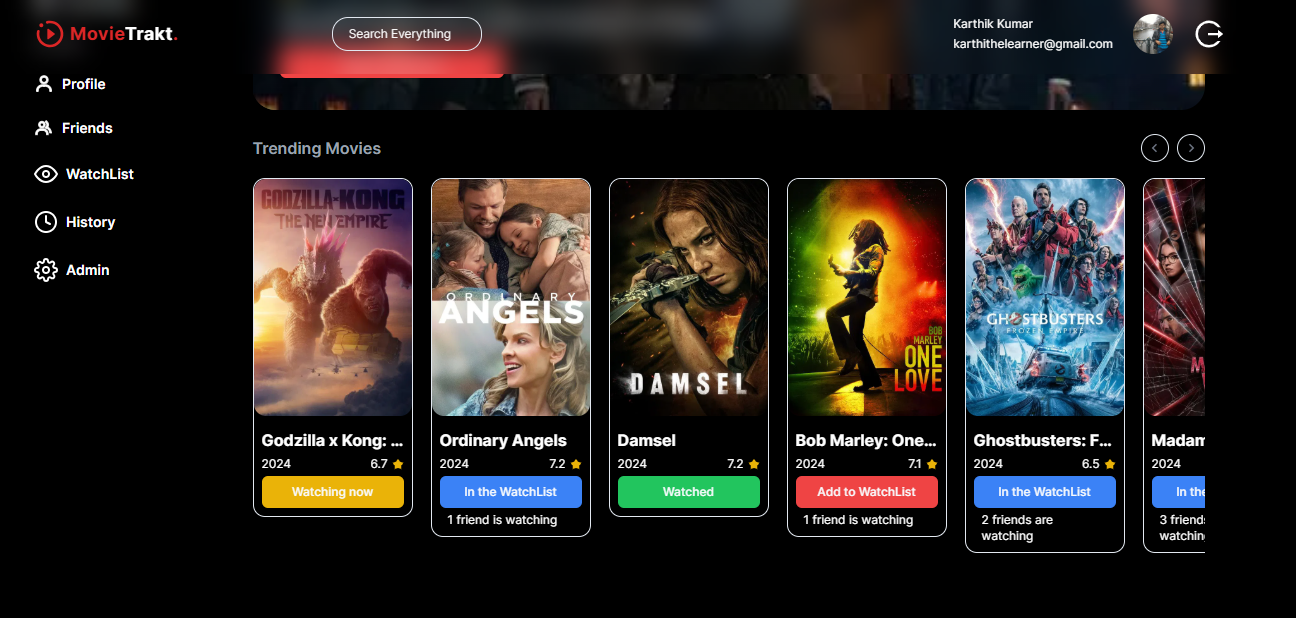 MovieTrakt.
Search Everything
Karthik Kumar
karthithelearner@gmail.com
Profile
Friends
WatchList
History
Admin
Trending Movies
GODZILLA x KONG
THE NEW EMPIRE
ORDINARY
ANGELS
DAMSEL
BOB
MARLEY
ONE
LOVE
GHOSTBUSTERS
FROZEN EMPIRE
M
Godzilla x Kong: ...
2024 6.7
Watching now
Ordinary Angels
2024 7.2
In the WatchList
1 friend is watching
Damsel
2024 7.2
Watched
Bob Marley: One...
2024 7.1
Add to WatchList
1 friend is watching
Ghostbusters: F...
2024 6.5
In the WatchList
2 friends are
watching
Madam
2024
In the
3 friends
watching